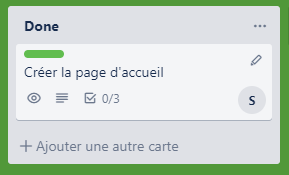 Done
Créer la page d'accueil
0/3
S
Ajouter une autre carte